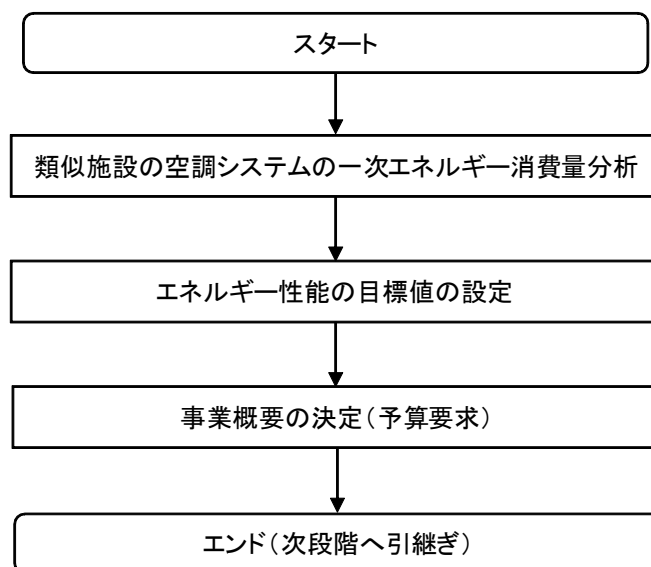 スタート
類似施設の空調システムの一次エネルギー消費量分析
エネルギー性能の目標値の設定
事業概要の決定（予算要求）
エンド（次段階へ引継ぎ）